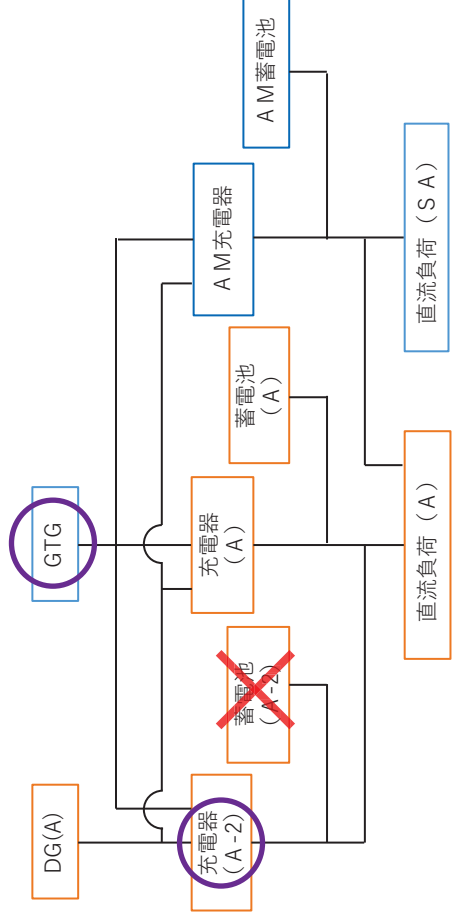 DG(A)
GTG
充電器
(A-2)
蓄電池
(A-2)
充電器
(A)
蓄電池
(A)
AM充電器
AM蓄電池
直流負荷 (A)
直流負荷 (SA)